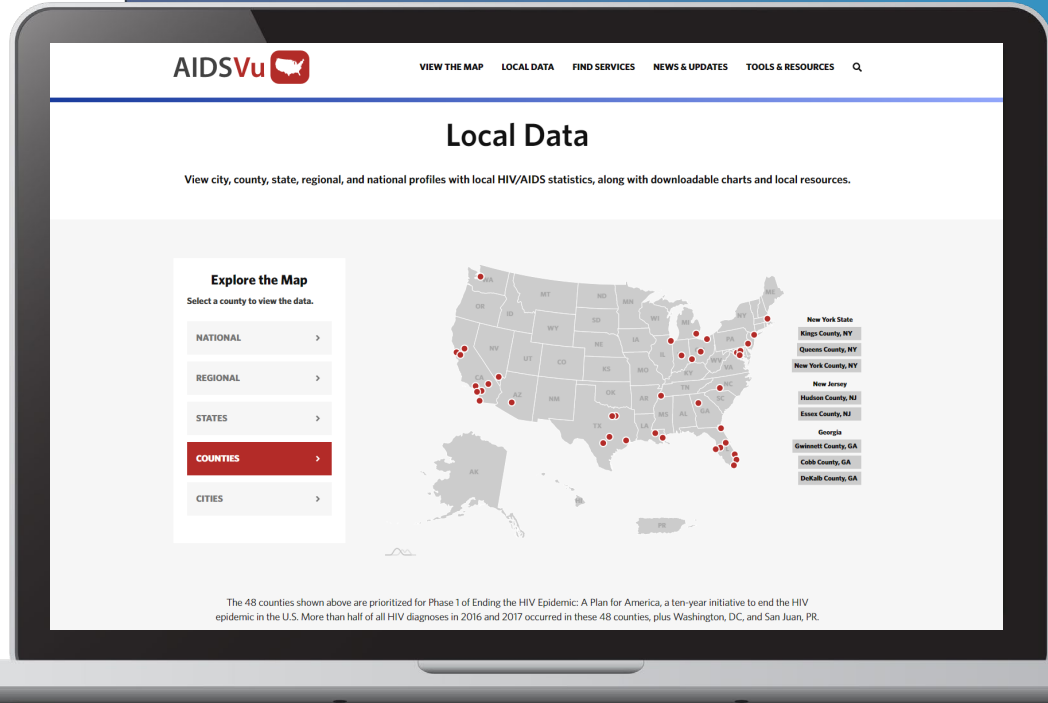 AIDSVu
VIEW THE MAP LOCAL DATA FIND SERVICES NEWS & UPDATES TOOLS & RESOURCES
Local Data
View city, county, state, regional, and national profiles with local HIV/AIDS statistics, along with downloadable charts and local resources.
Explore the Map
Select a county to view the data.
NATIONAL
REGIONAL
STATES
COUNTIES
CITIES
WA
MT
ND
MN
ME
OR
ID
SD
WI
MI
NY
WY
IA
PA
NV
NE
IL
UT
CO
WV
VA
CA
KS
MO
KY
AZ
NM
OK
AR
TN
NC
SC
MS
AL
GA
TX
LA
AK
HI
PR
New York State
Kings County, NY
Queens County, NY
New York County, NY
New Jersey
Hudson County, NJ
Essex County, NJ
Georgia
Gwinnett County, GA
Cobb County, GA
DeKalb County, GA
The 48 counties shown above are prioritized for Phase 1 of Ending the HIV Epidemic: A Plan for America, a ten-year initiative to end the HIV
epidemic in the U.S. More than half of all HIV diagnoses in 2016 and 2017 occurred in these 48 counties, plus Washington, DC, and San Juan, PR.